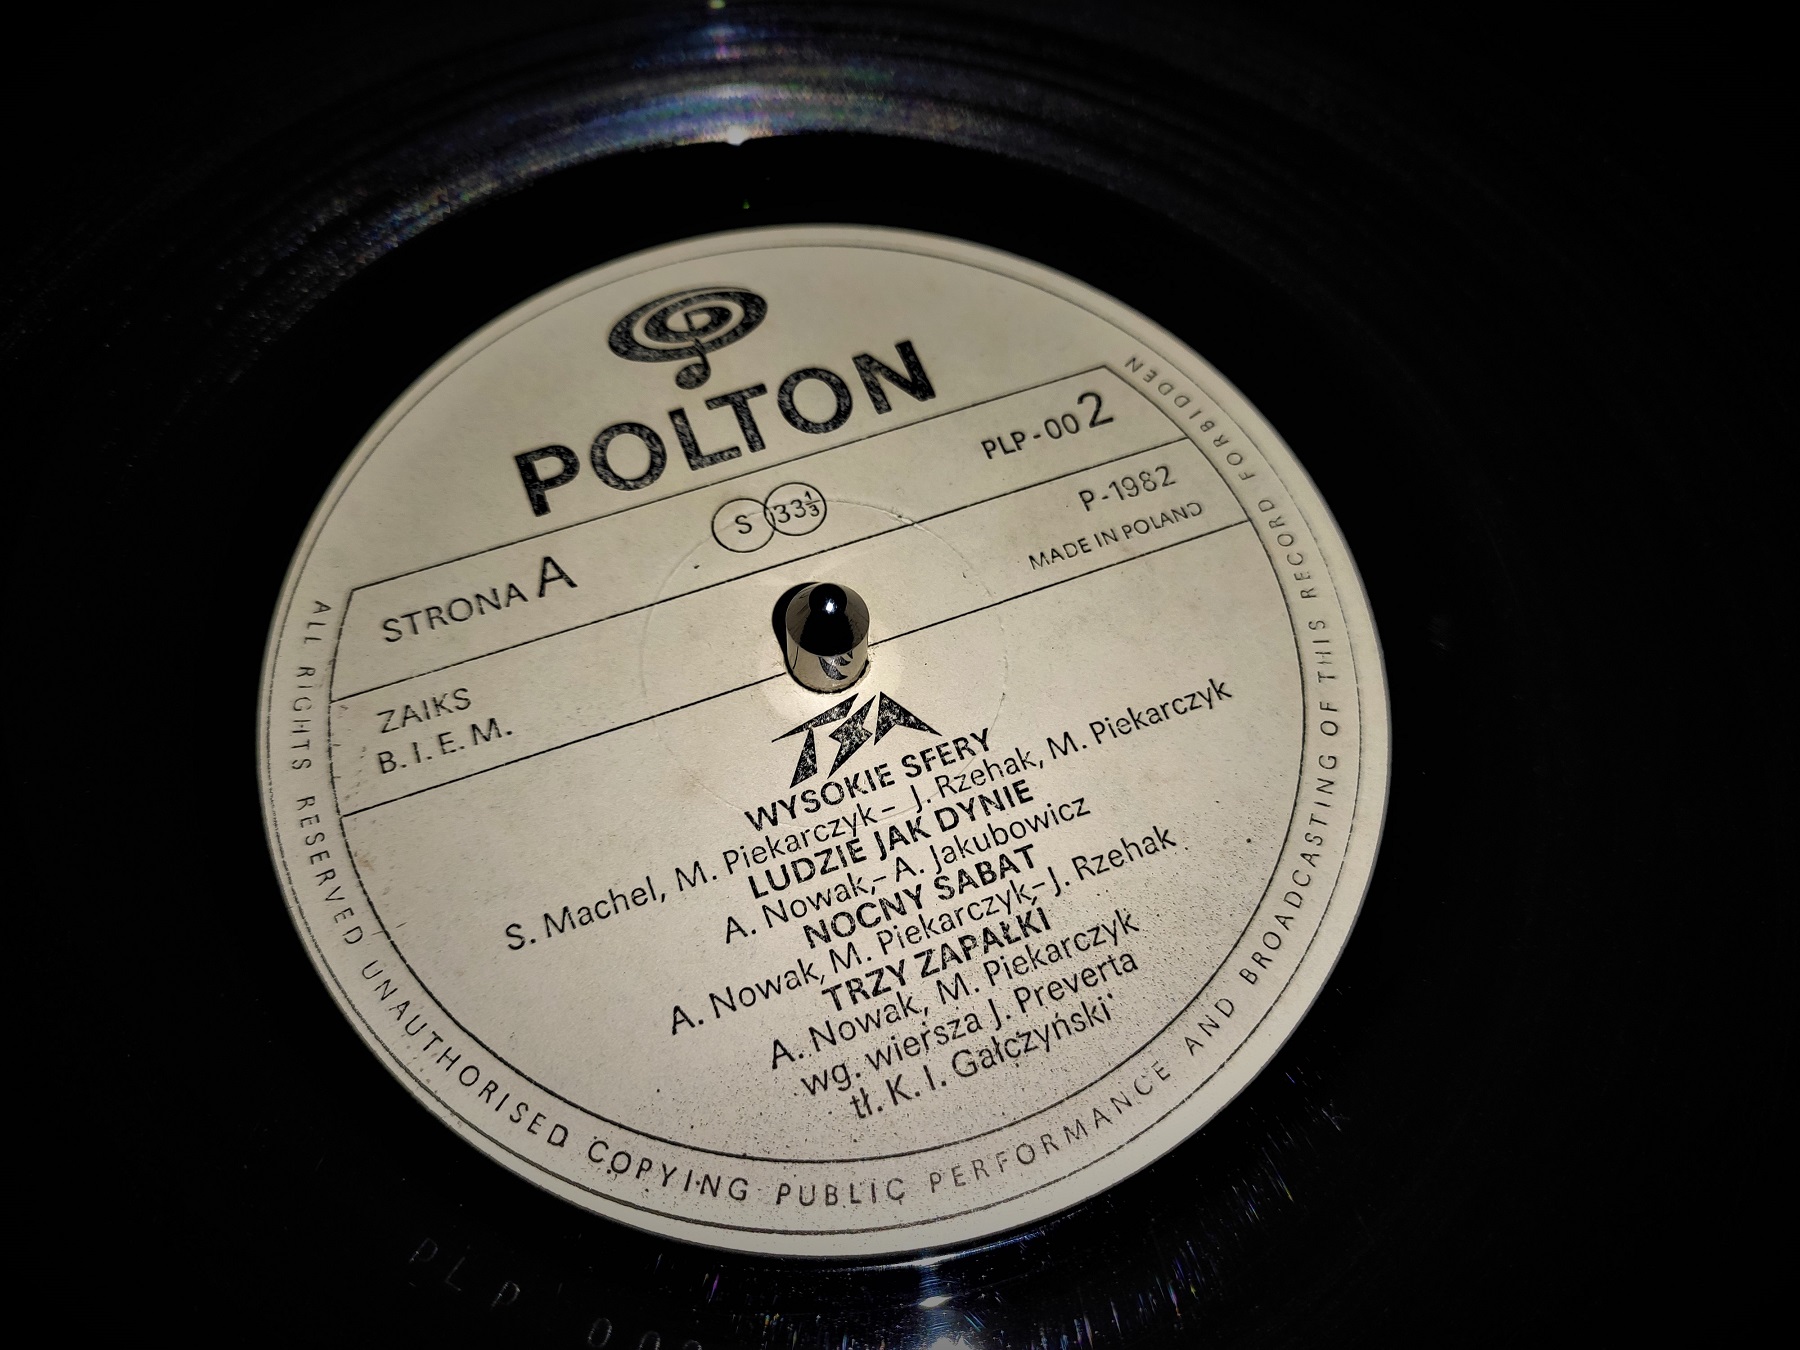 POLTON
PLP-002
S 33⅓
STRONA A
P-1982
MADE IN POLAND
ZAIKS
B.I.E.M.
TSA
WYSOKIE SFERY
S. Machel, M. Piekarczyk – J. Rzehak, M. Piekarczyk
LUDZIE JAK DYNIE
A. Nowak,– A. Jakubowicz
NOCNY SABAT
A. Nowak, M. Piekarczyk,– J. Rzehak
TRZY ZAPAŁKI
A. Nowak, M. Piekarczyk
wg. wiersza J. Preverta
tł. K. I. Gałczyński
ALL RIGHTS RESERVED UNAUTHORISED COPYING PUBLIC PERFORMANCE AND BROADCASTING OF THIS RECORD FORBIDDEN
PLP 002